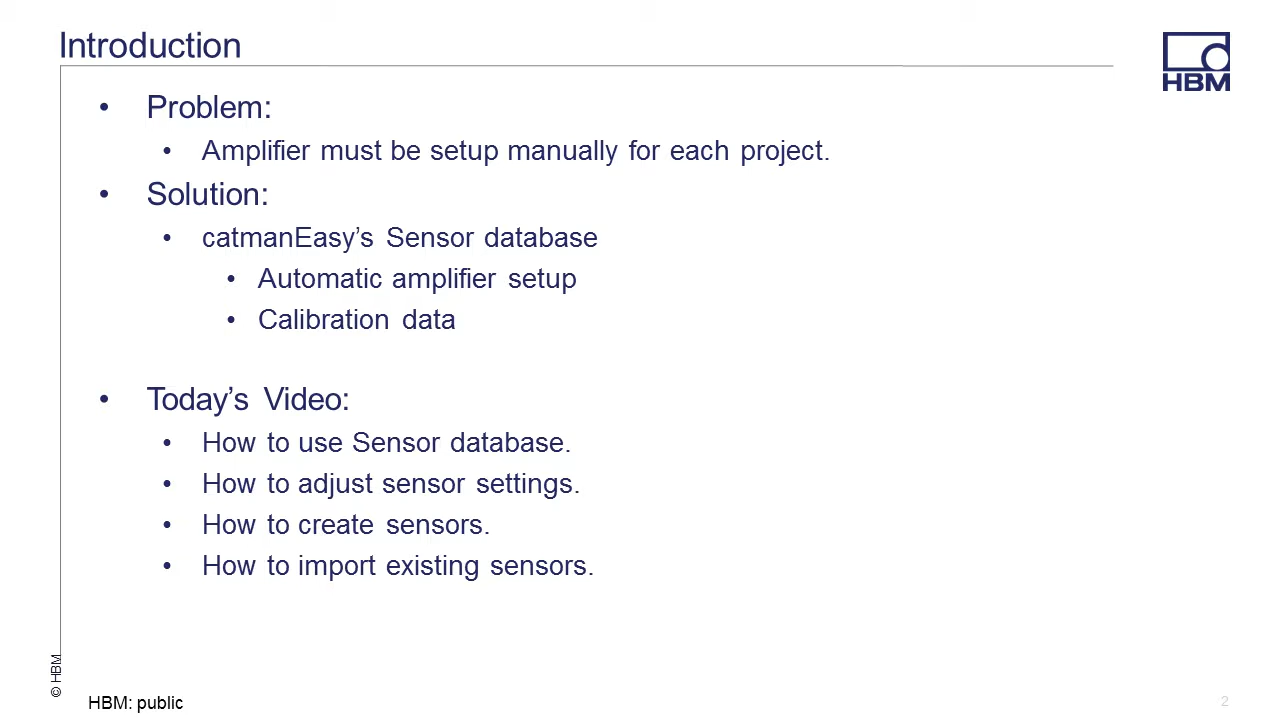 Introduction
HBM
• Problem:
• Amplifier must be setup manually for each project.
• Solution:
• catmanEasy’s Sensor database
• Automatic amplifier setup
• Calibration data
• Today’s Video:
• How to use Sensor database.
• How to adjust sensor settings.
• How to create sensors.
• How to import existing sensors.
© HBM
HBM: public
2